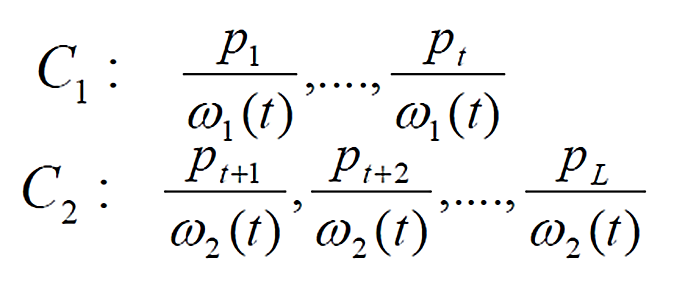 C₁ : p₁/ω₁(t),....,pₜ/ω₁(t)
C₂ : pₜ₊₁/ω₂(t), pₜ₊₂/ω₂(t),....,p_L/ω₂(t)